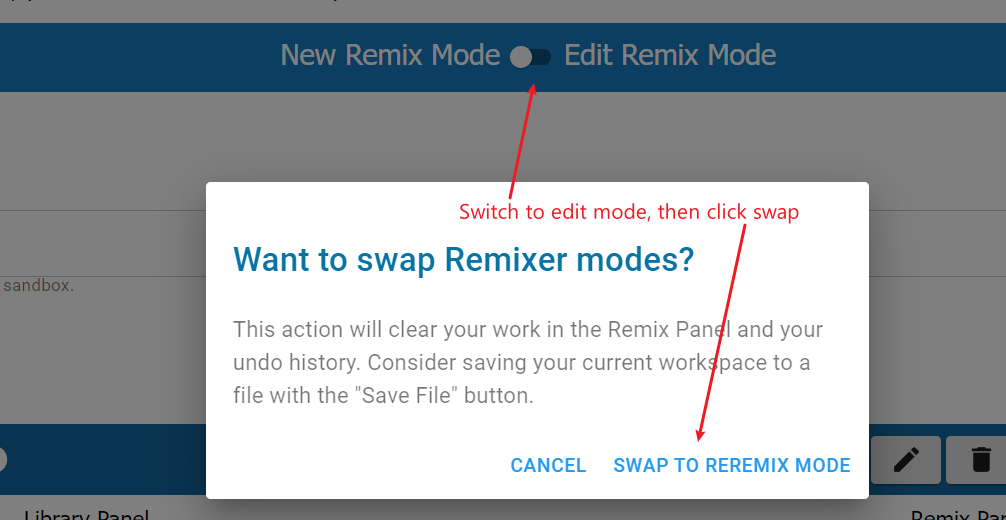 New Remix Mode
Edit Remix Mode
Switch to edit mode, then click swap
Want to swap Remixer modes?
sandbox.
This action will clear your work in the Remix Panel and your
undo history. Consider saving your current workspace to a
file with the "Save File" button.
CANCEL
SWAP TO REREMIX MODE
Library Panel
Remix Pan